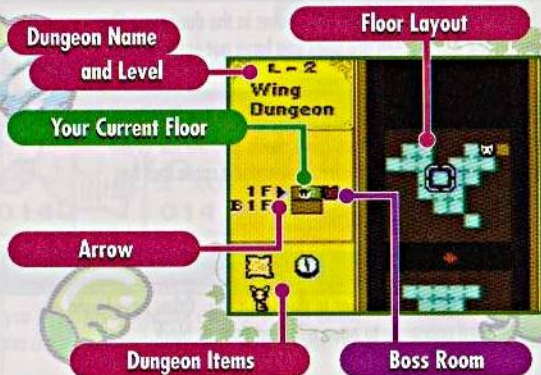 Dungeon Name
and Level
Floor Layout
L-2
Wing
Dungeon
Your Current Floor
1F
B1F
Arrow
Dungeon Items
Boss Room